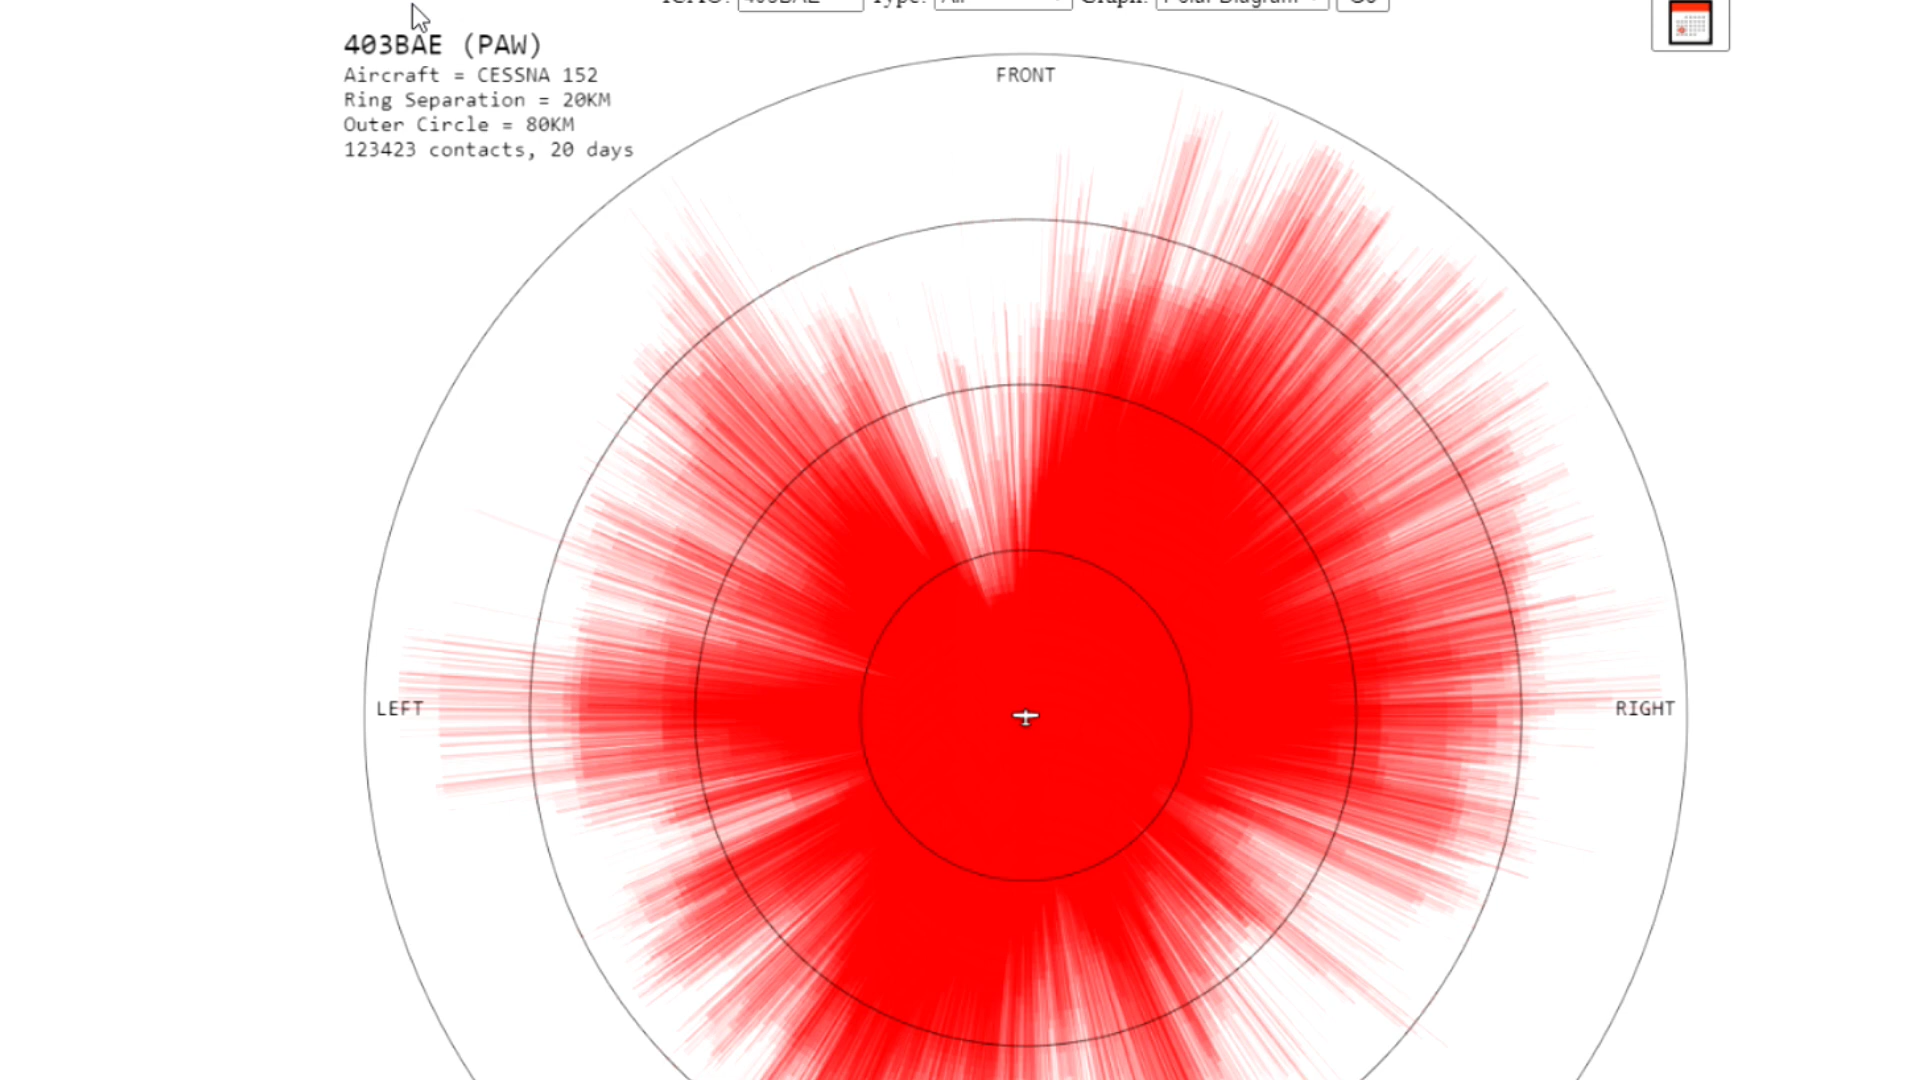 403BAE (PAW)
Aircraft = CESSNA 152
Ring Separation = 20KM
Outer Circle = 80KM
123423 contacts, 20 days
FRONT
LEFT
RIGHT